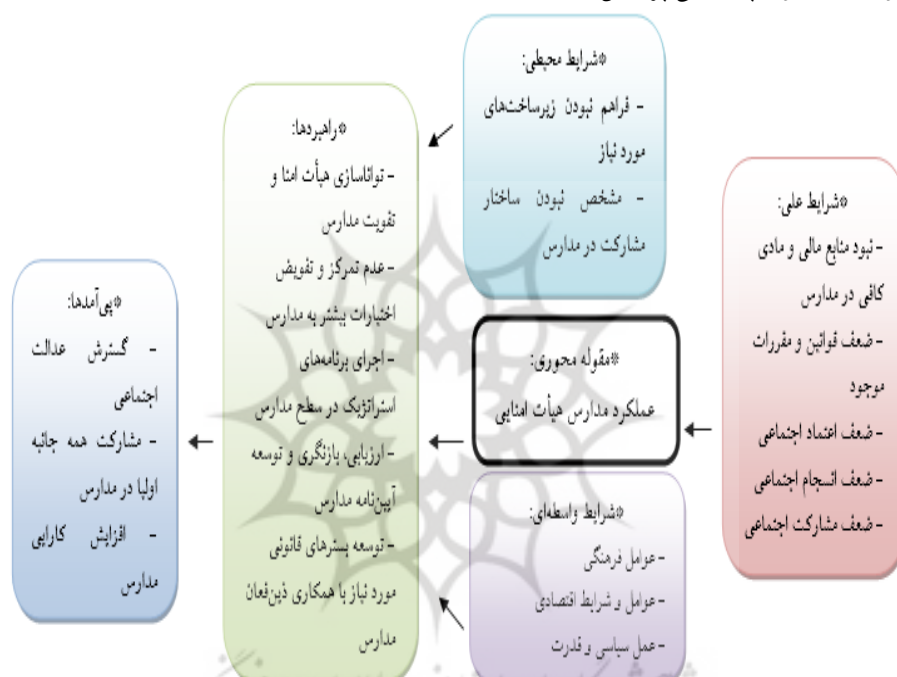 *شرایط علی:
- نبود منابع مالی و مادی
کافی در مدارس
- ضعف قوانین و مقررات
موجود
- ضعف اعتماد اجتماعی
- ضعف انسجام اجتماعی
- ضعف مشارکت اجتماعی
*شرایط محیطی:
- فراهم نبودن زیرساخت‌های
مورد نیاز
- مشخص نبودن ساختار
مشارکت در مدارس
*مقوله محوری:
عملکرد مدارس هیأت امنایی
*شرایط واسطه‌ای:
- عوامل فرهنگی
- عوامل و شرایط اقتصادی
- عمل سیاسی و قدرت
*راهبردها:
- تواناسازی هیأت امنا و
تقویت مدارس
- عدم تمرکز و تفویض
اختیارات بیشتر به مدارس
- اجرای برنامه‌های
استراتژیک در سطح مدارس
- ارزیابی، بازنگری و توسعه
آیین‌نامه مدارس
- توسعه بسترهای قانونی
مورد نیاز با همکاری ذینفعان
مدارس
*پی‌آمدها:
- گسترش عدالت
اجتماعی
- مشارکت همه جانبه
اولیا در مدارس
- افزایش کارایی
مدارس